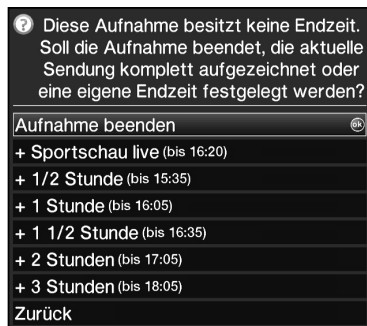 Diese Aufnahme besitzt keine Endzeit.
Soll die Aufnahme beendet, die aktuelle
Sendung komplett aufgezeichnet oder
eine eigene Endzeit festgelegt werden?
Aufnahme beenden ok
+ Sportschau live (bis 16:20)
+ 1/2 Stunde (bis 15:35)
+ 1 Stunde (bis 16:05)
+ 1 1/2 Stunde (bis 16:35)
+ 2 Stunden (bis 17:05)
+ 3 Stunden (bis 18:05)
Zurück